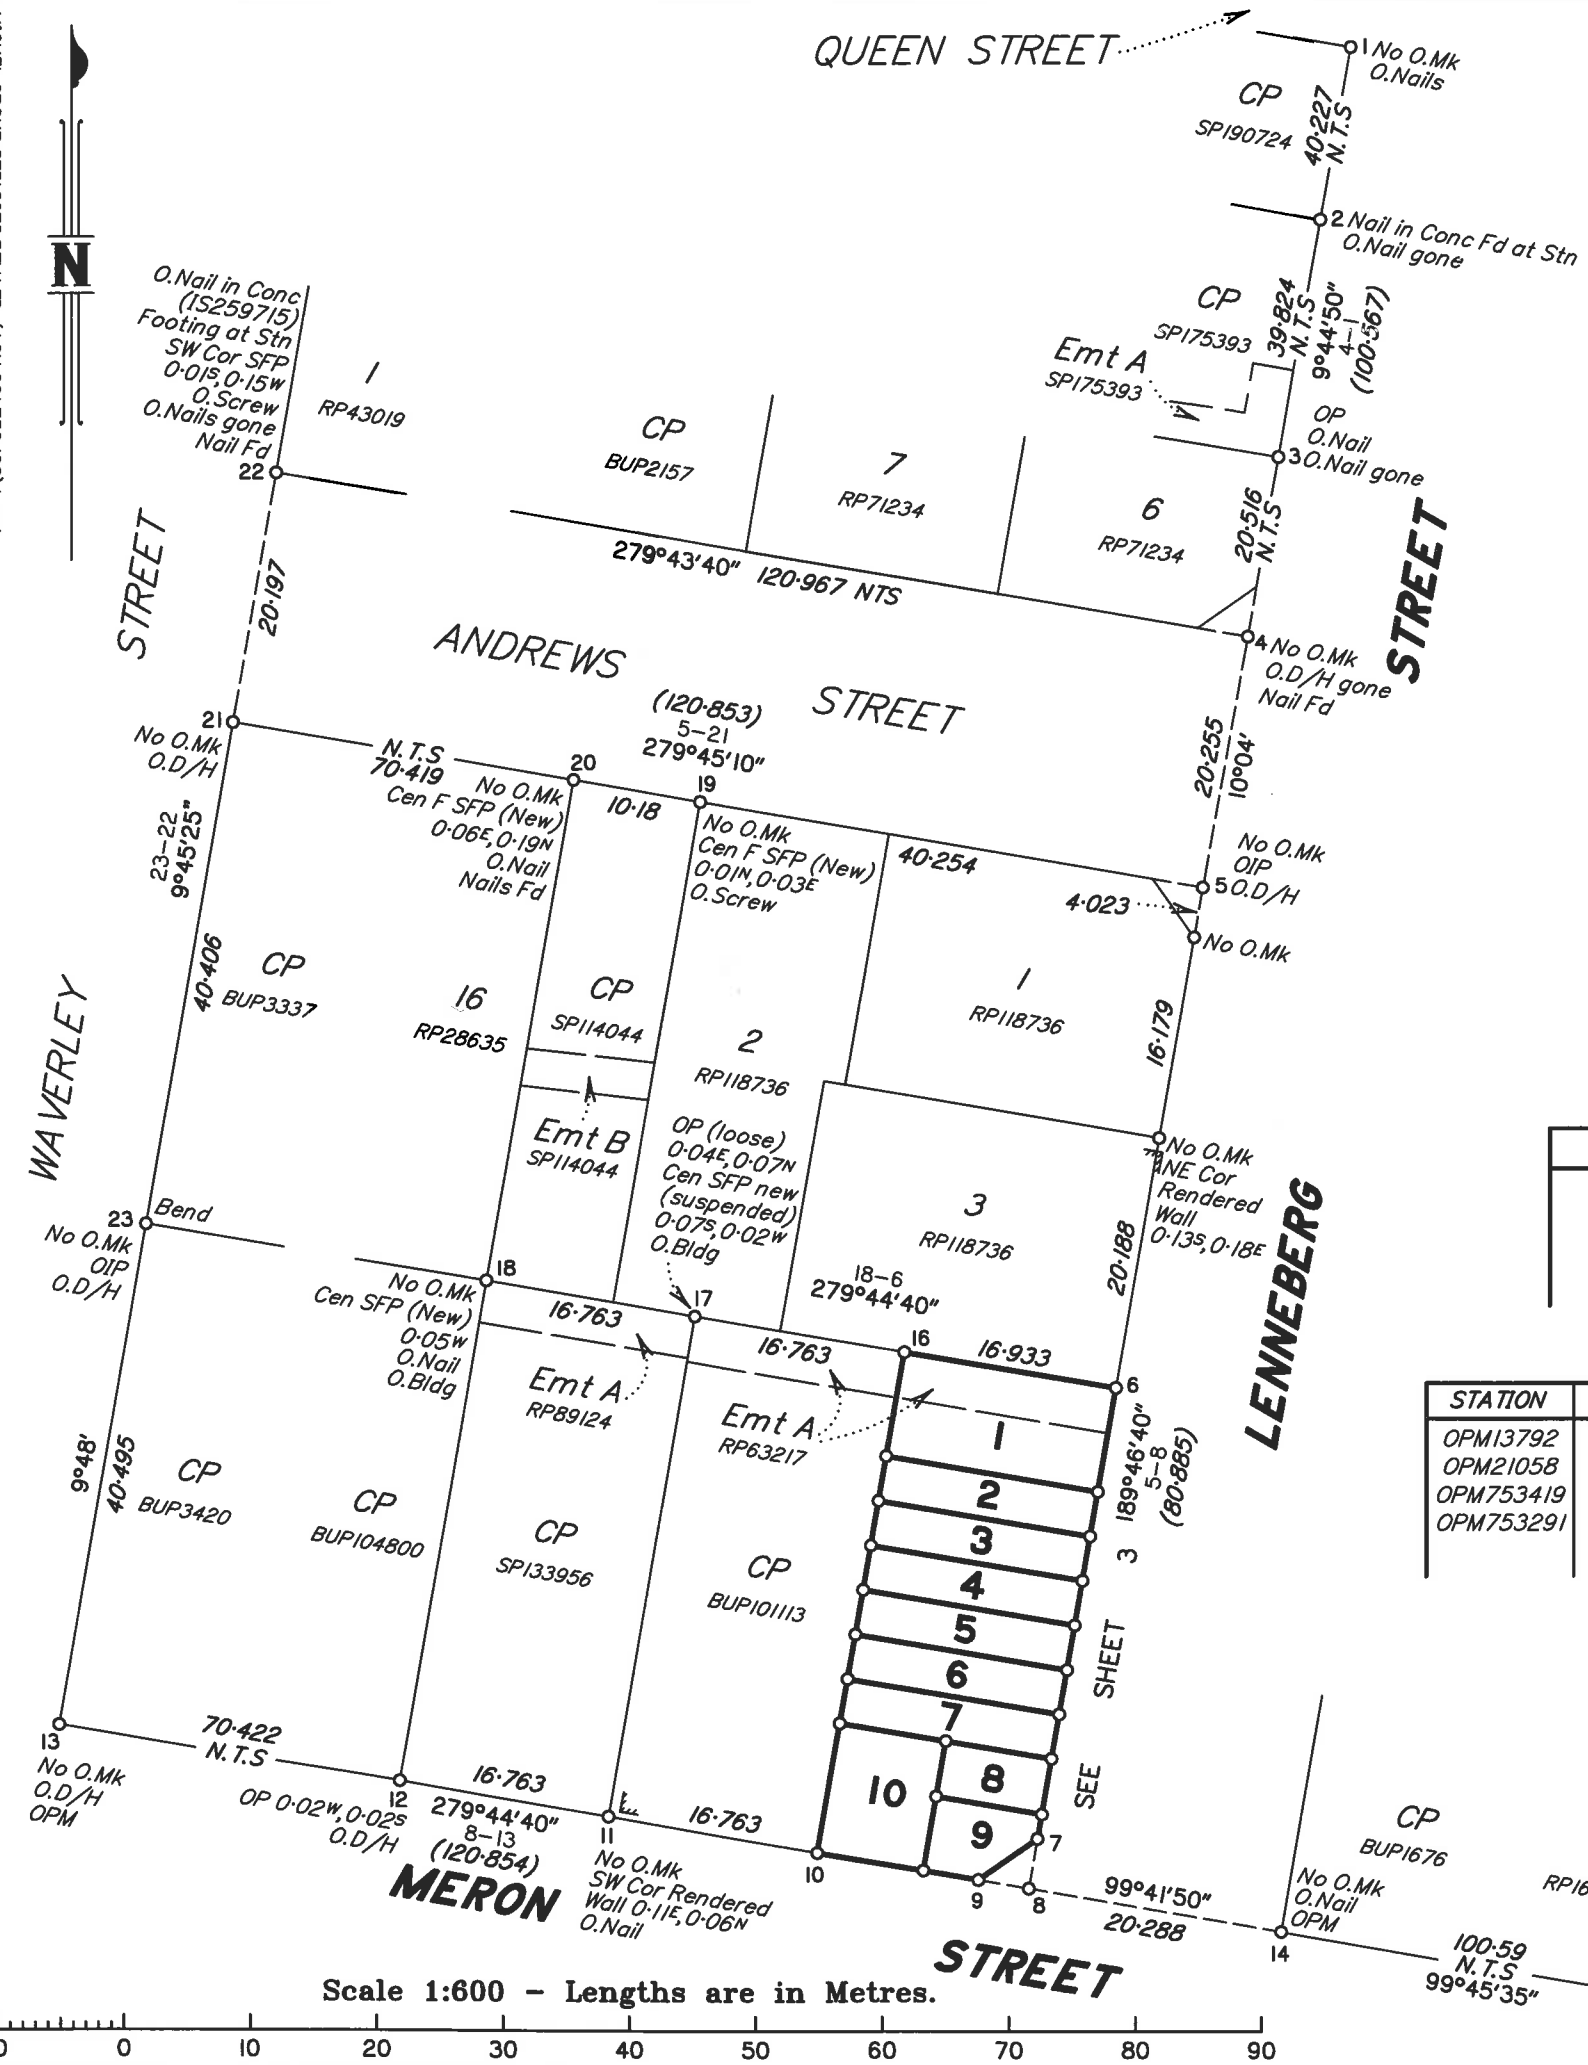 QUEEN STREET
1 No O.Mk
O.Nails
CP
SP190724
40·227
N.T.S
2 Nail in Conc Fd at Stn
O.Nail gone
N
CP
SP175393
39·824
N.T.S
9°44'50"
4-1
(100·567)
Emt A
SP175393
O.Nail in Conc
(IS259715)
Footing at Stn
SW Cor SFP
0·01S, 0·15W
O.Screw
O.Nails gone
Nail Fd
22
1
RP43019
CP
BUP2157
7
RP71234
6
RP71234
OP
O.Nail
3 O.Nail gone
20·516
N.T.S
STREET
279°43'40" 120·967 NTS
STREET
20·197
ANDREWS STREET
4 No O.Mk
O.D/H gone
Nail Fd
(120·853)
5-21
279°45'10"
20·255
10°04'
21
No O.Mk
O.D/H
N.T.S
70·419
20
No O.Mk
Cen F SFP (New)
0·06E, 0·19N
O.Nail
Nails Fd
10·18
19
No O.Mk
Cen F SFP (New)
0·01N, 0·03E
O.Screw
40·254
No O.Mk
OIP
5 O.D/H
4·023
No O.Mk
23-22
9°45'25"
40·406
CP
BUP3337
16
RP28635
CP
SP114044
2
RP118736
1
RP118736
16·179
WAVERLEY
Emt B
SP114044
OP (loose)
0·04E, 0·07N
Cen SFP new
(suspended)
0·07S, 0·02W
O.Bldg
3
RP118736
No O.Mk
NE Cor
Rendered
Wall
0·13S, 0·18E
20·188
LENNEBERG
23
Bend
No O.Mk
OIP
O.D/H
18
No O.Mk
Cen SFP (New)
0·05W
O.Nail
O.Bldg
16·763
17
18-6
279°44'40"
16·763
16
16·933
6
Emt A
RP89124
Emt A
RP63217
189°46'40"
5-8
(80·885)
STATION
OPM13792
OPM21058
OPM753419
OPM753291
9°48'
40·495
CP
BUP3420
CP
BUP104800
CP
SP133956
CP
BUP101113
1
2
3
4
5
6
7
8
9
10
SEE SHEET 3
13
No O.Mk
O.D/H
OPM
70·422
N.T.S
12
OP 0·02W, 0·02S
O.D/H
16·763
279°44'40"
8-13
(120·854)
11
No O.Mk
SW Cor Rendered
Wall 0·11E, 0·06N
O.Nail
16·763
10
9
7
8
99°41'50"
20·288
CP
BUP1676
RP16
No O.Mk
O.Nail
OPM
14
100·59
N.T.S
99°45'35"
MERON STREET
Scale 1:600 - Lengths are in Metres.
0 10 20 30 40 50 60 70 80 90